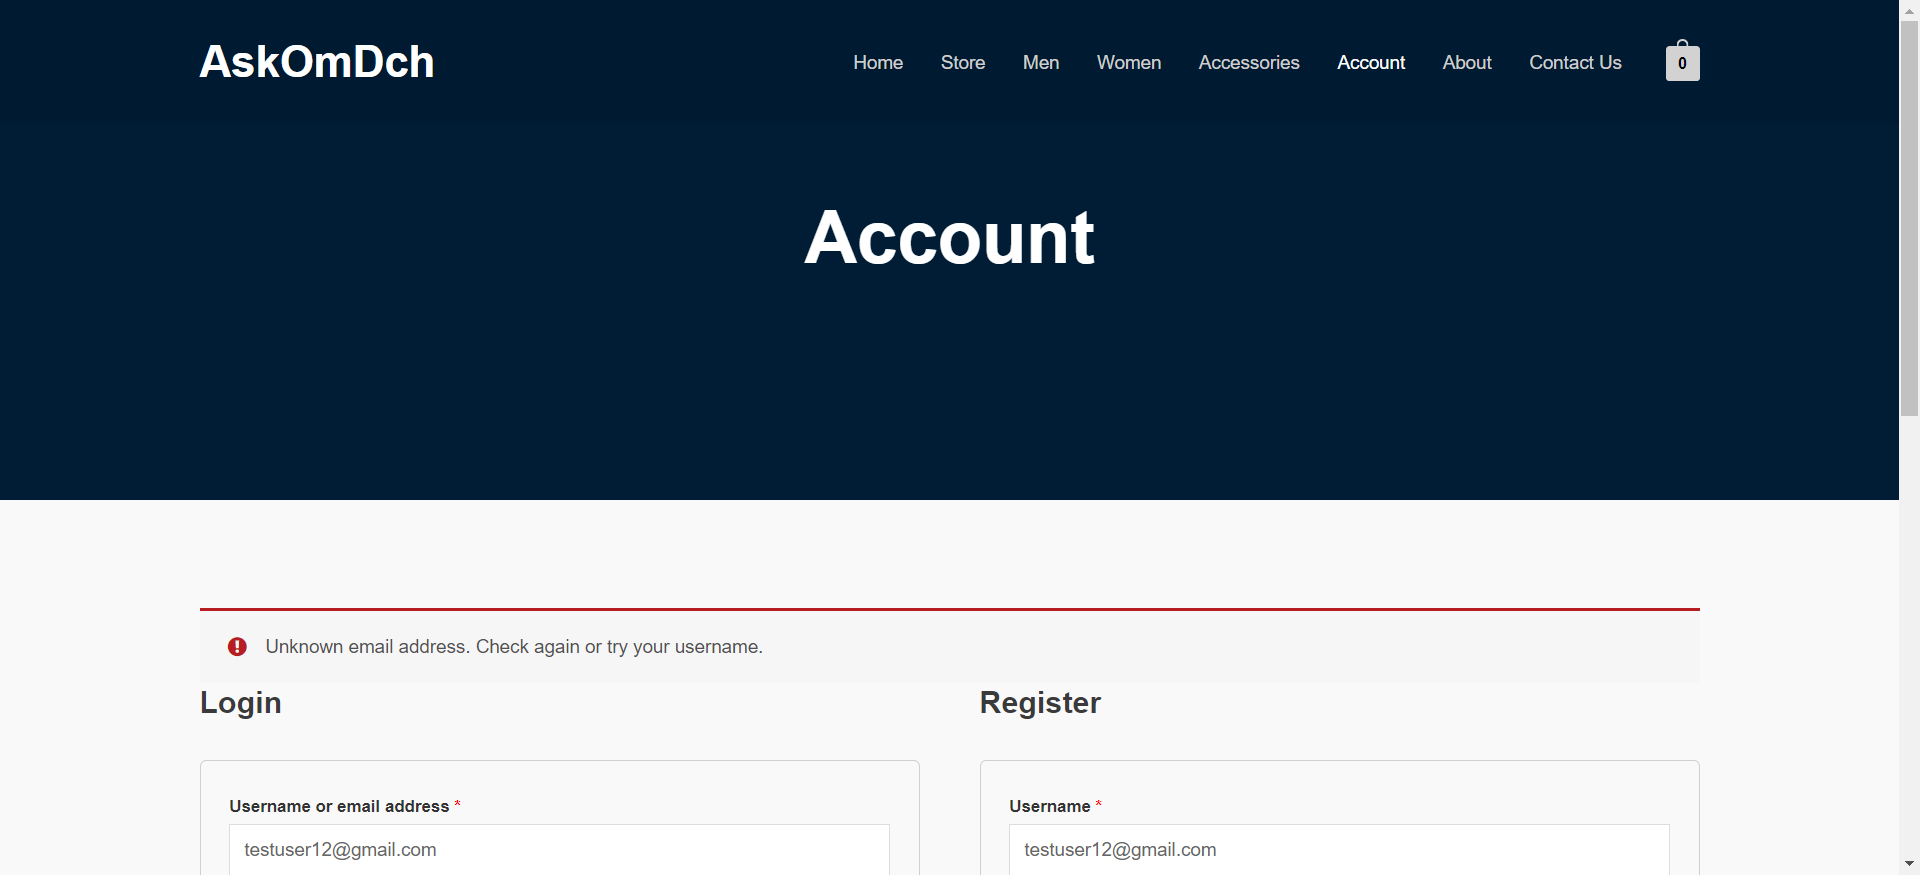 AskOmDch
Home Store Men Women Accessories Account About Contact Us 0
Account
Unknown email address. Check again or try your username.
Login Register
Username or email address * Username *
testuser12@gmail.com testuser12@gmail.com